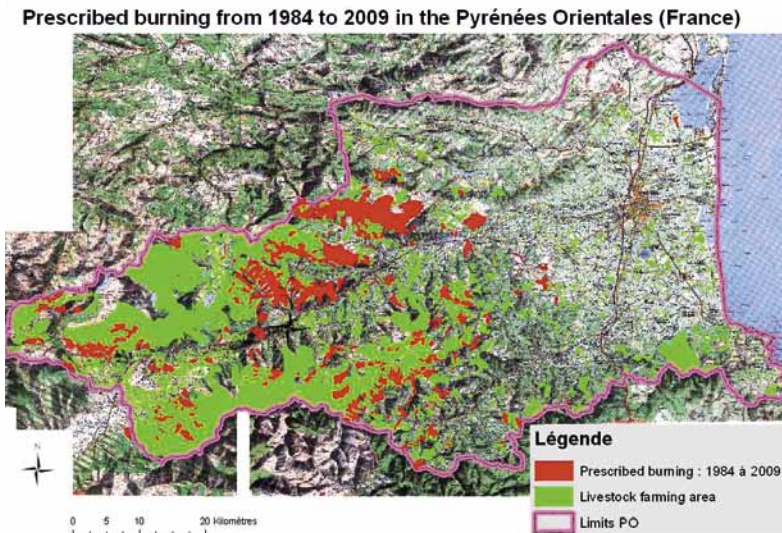 Prescribed burning from 1984 to 2009 in the Pyrénées Orientales (France)
N
Légende
Prescribed burning : 1984 à 2009
Livestock farming area
Limits PO
0 5 10 20 Kilomètres